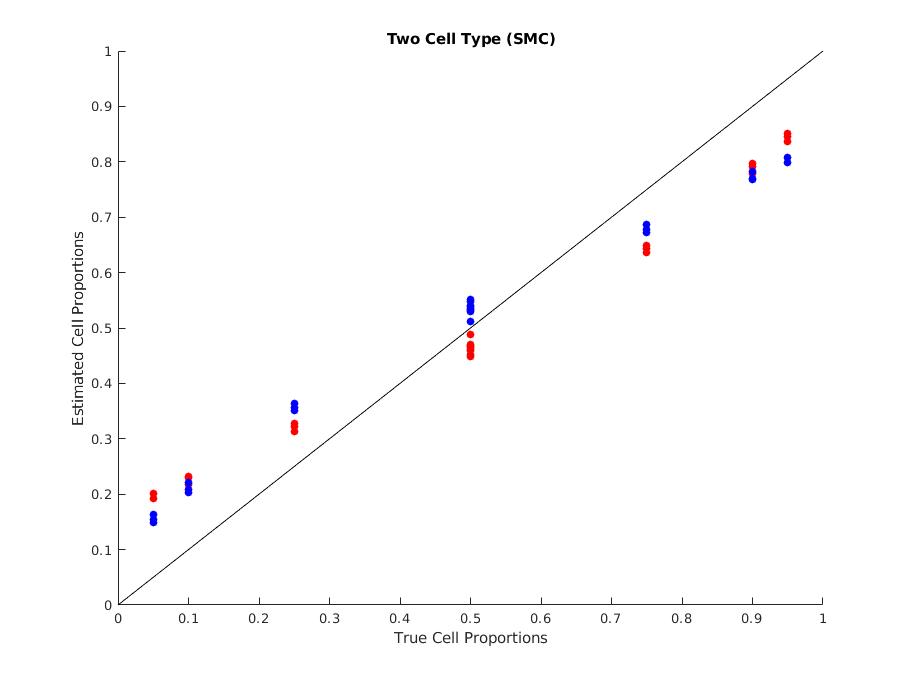 Two Cell Type (SMC)
1
0.9
0.8
0.7
0.6
0.5
0.4
0.3
0.2
0.1
0
Estimated Cell Proportions
0 0.1 0.2 0.3 0.4 0.5 0.6 0.7 0.8 0.9 1
True Cell Proportions